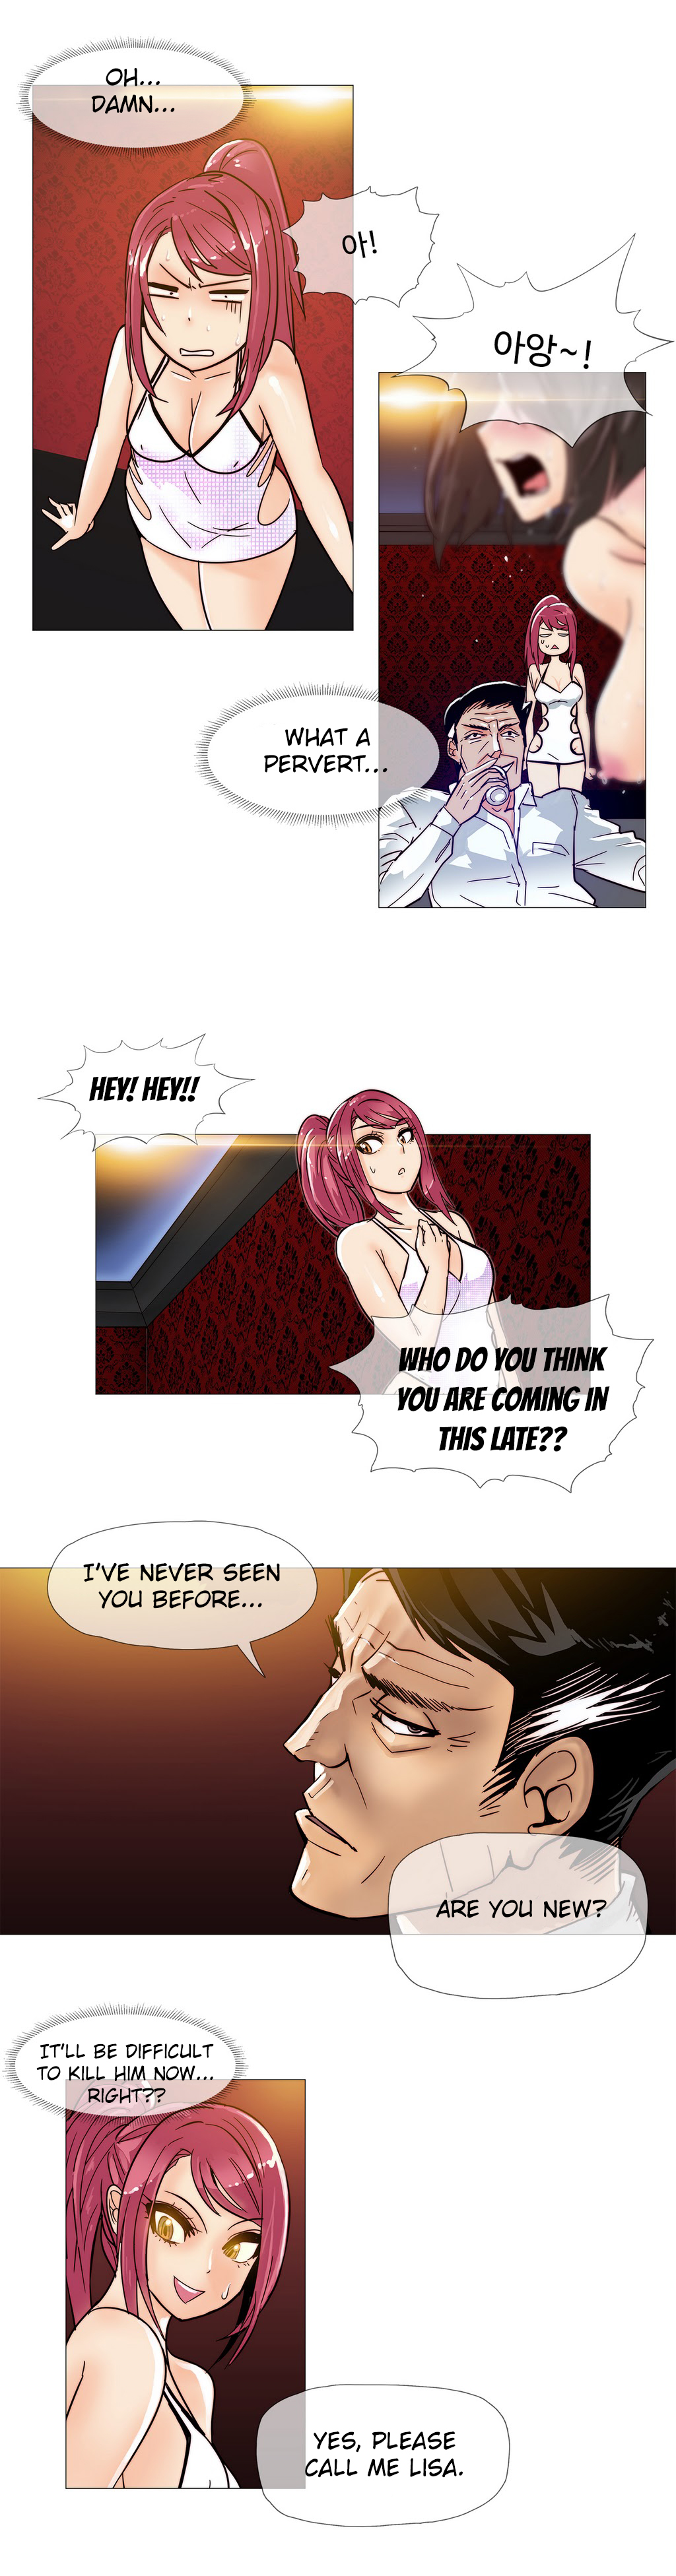 OH...
DAMN...
아!
아앙~!
WHAT A
PERVERT...
HEY! HEY!!
WHO DO YOU THINK
YOU ARE COMING IN
THIS LATE??
I'VE NEVER SEEN
YOU BEFORE...
ARE YOU NEW?
IT'LL BE DIFFICULT
TO KILL HIM NOW...
RIGHT??
YES, PLEASE
CALL ME LISA.